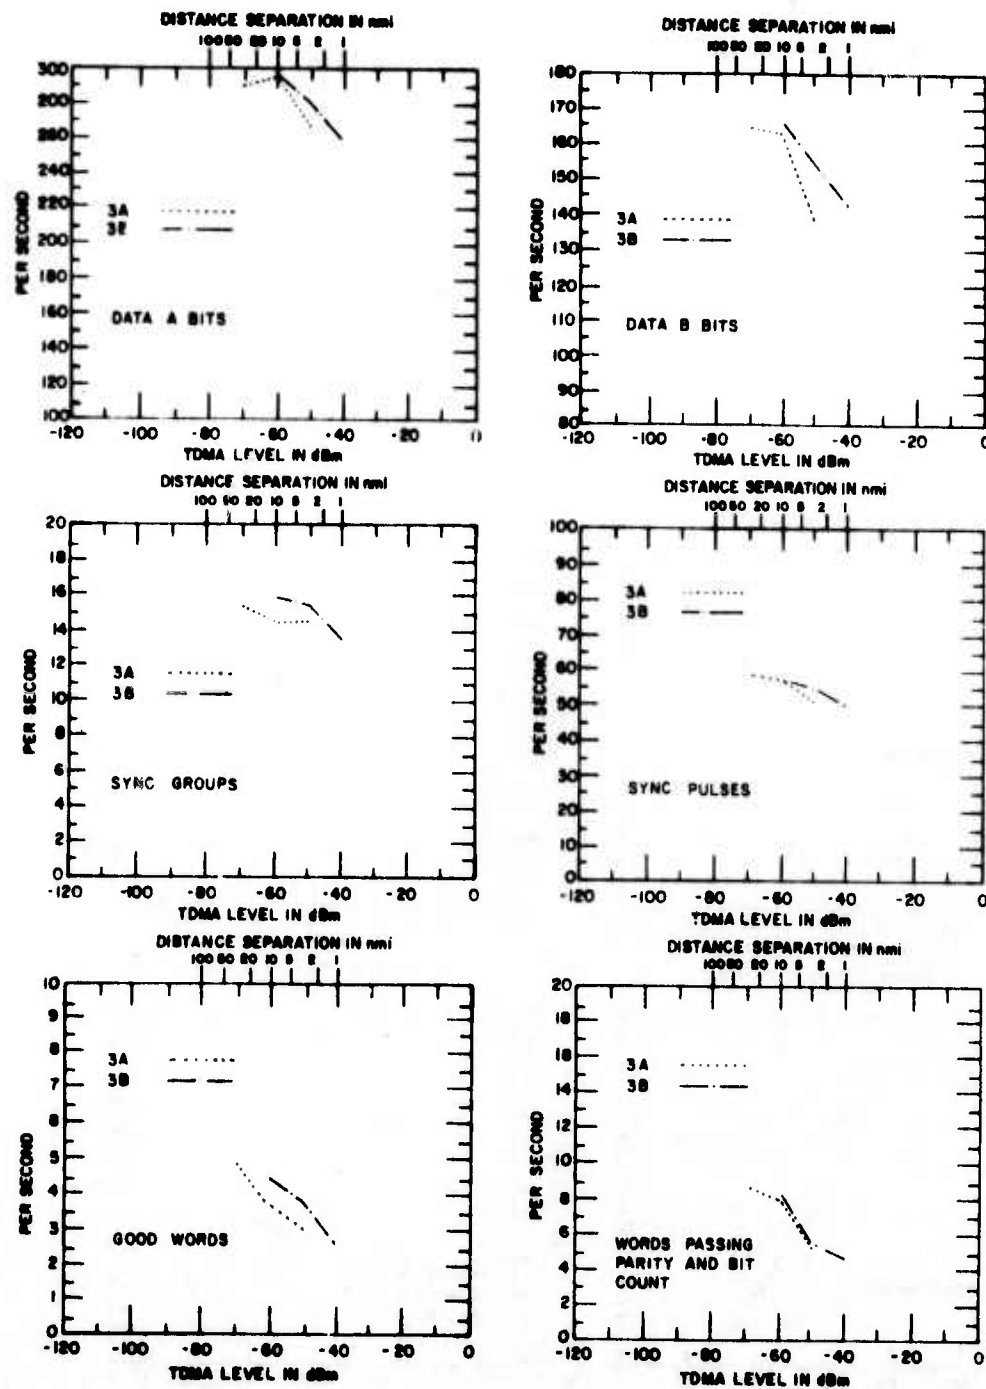 DISTANCE SEPARATION IN nmi
100 50 20 10 5 2 1
300
200
260
240
220
200
180
160
140
120
100
PER SECOND
3A
3B
DATA A BITS
-120 -100 -80 -60 -40 -20 0
TDMA LEVEL IN dBm
DISTANCE SEPARATION IN nmi
100 50 20 10 5 2 1
180
170
160
150
140
130
120
110
100
90
80
PER SECOND
3A
3B
DATA B BITS
-120 -100 -80 -60 -40 -20 0
TDMA LEVEL IN dBm
DISTANCE SEPARATION IN nmi
100 50 20 10 5 2 1
20
18
16
14
12
10
8
6
4
2
0
PER SECOND
3A
3B
SYNC GROUPS
-120 -100 -80 -60 -40 -20 0
TDMA LEVEL IN dBm
DISTANCE SEPARATION IN nmi
100 50 20 10 5 2 1
100
90
80
70
60
50
40
30
20
10
0
PER SECOND
3A
3B
SYNC PULSES
-120 -100 -80 -60 -40 -20 0
TDMA LEVEL IN dBm
DISTANCE SEPARATION IN nmi
100 50 20 10 5 2 1
10
9
8
7
6
5
4
3
2
1
0
PER SECOND
3A
3B
GOOD WORDS
-120 -100 -80 -60 -40 -20 0
TDMA LEVEL IN dBm
DISTANCE SEPARATION IN nmi
100 50 20 10 5 2 1
20
18
16
14
12
10
8
6
4
2
0
PER SECOND
3A
3B
WORDS PASSING
PARITY AND BIT
COUNT
-120 -100 -80 -60 -40 -20 0
TDMA LEVEL IN dBm